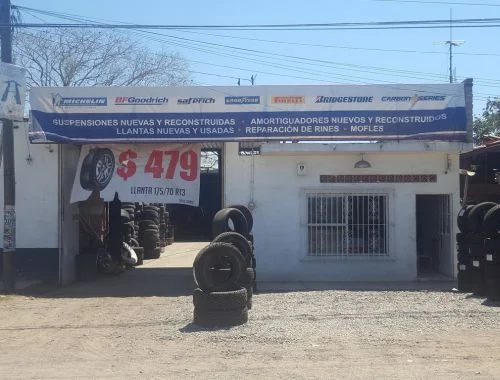 MICHELIN BFGoodrich saferich GOODYEAR PIRELLI BRIDGESTONE CARBON SERIES
SUSPENSIONES NUEVAS Y RECONSTRUIDAS • AMORTIGUADORES NUEVOS Y RECONSTRUIDOS
LLANTAS NUEVAS Y USADAS • REPARACIÓN DE RINES • MOFLES
$479
LLANTA 175/70 R13